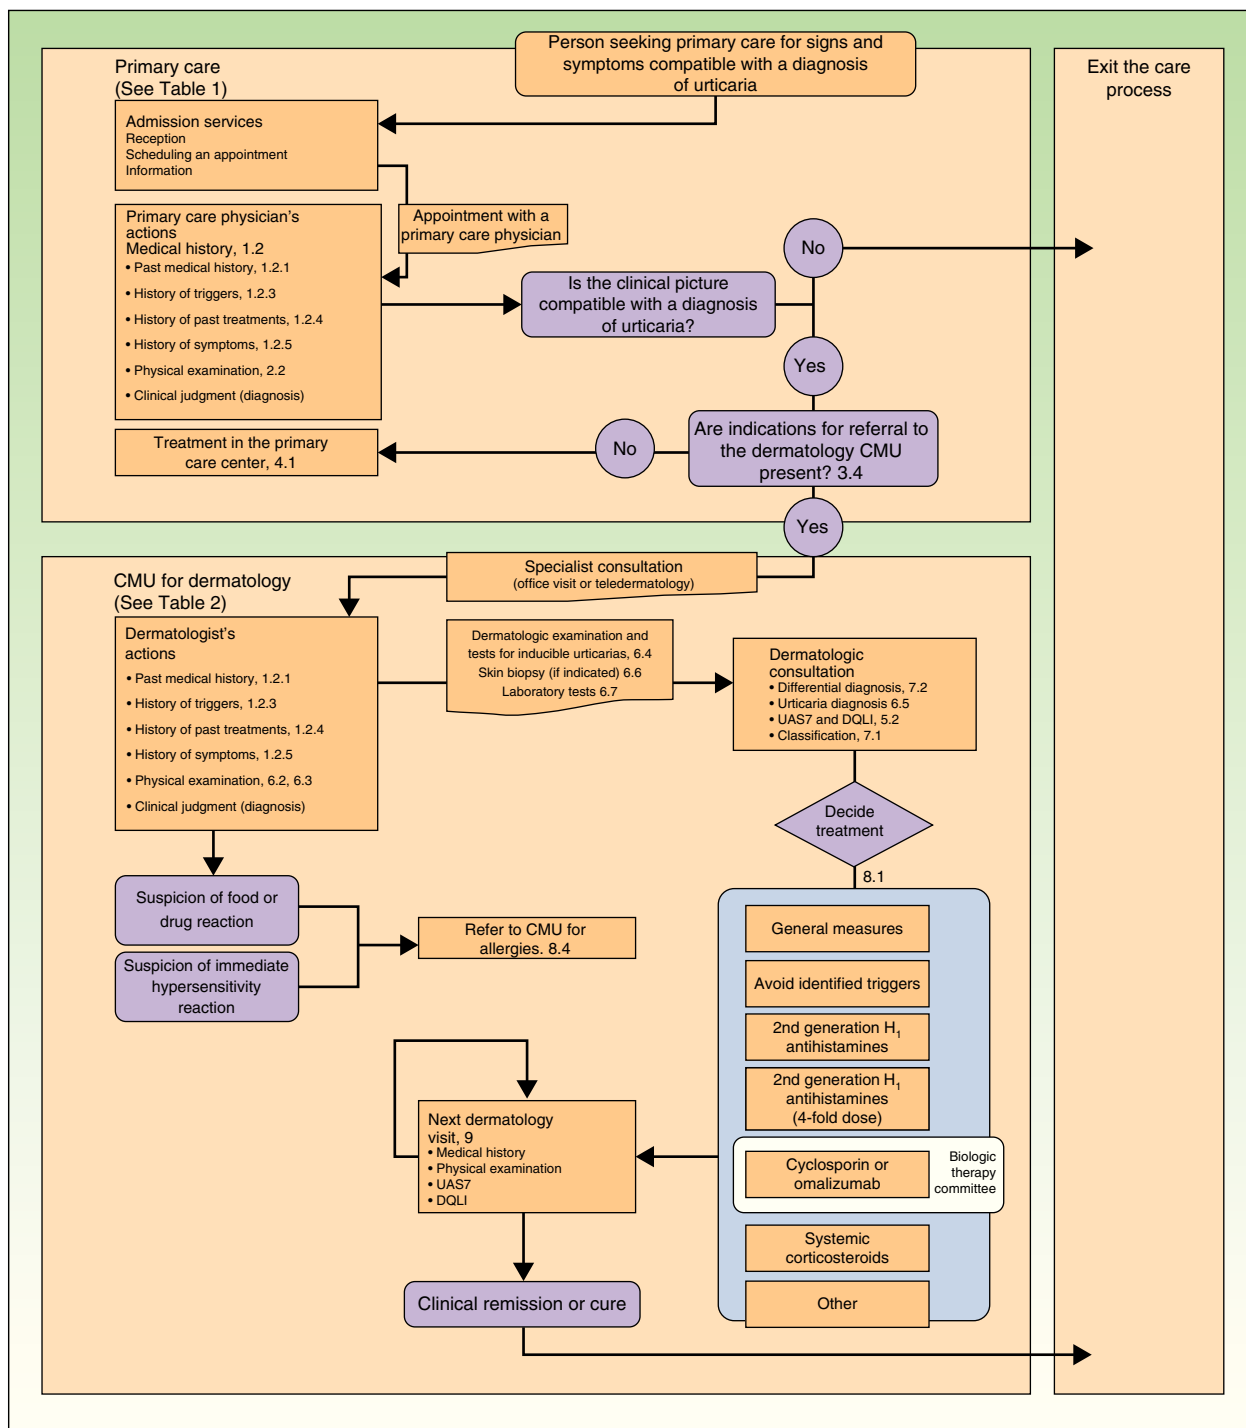 Person seeking primary care for signs and
symptoms compatible with a diagnosis
of urticaria
Exit the care
process
Primary care
(See Table 1)
Admission services
Reception
Scheduling an appointment
Information
Appointment with a
primary care physician
Primary care physician's
actions
Medical history, 1.2
• Past medical history, 1.2.1
• History of triggers, 1.2.3
• History of past treatments, 1.2.4
• History of symptoms, 1.2.5
• Physical examination, 2.2
• Clinical judgment (diagnosis)
Is the clinical picture
compatible with a diagnosis
of urticaria?
No
Yes
Are indications for referral to
the dermatology CMU
present? 3.4
No
Treatment in the primary
care center, 4.1
Yes
CMU for dermatology
(See Table 2)
Specialist consultation
(office visit or teledermatology)
Dermatologist's
actions
• Past medical history, 1.2.1
• History of triggers, 1.2.3
• History of past treatments, 1.2.4
• History of symptoms, 1.2.5
• Physical examination, 6.2, 6.3
• Clinical judgment (diagnosis)
Dermatologic examination and
tests for inducible urticarias, 6.4
Skin biopsy (if indicated) 6.6
Laboratory tests 6.7
Dermatologic
consultation
• Differential diagnosis, 7.2
• Urticaria diagnosis 6.5
• UAS7 and DQLI, 5.2
• Classification, 7.1
Decide
treatment
8.1
Suspicion of food or
drug reaction
Suspicion of immediate
hypersensitivity
reaction
Refer to CMU for
allergies. 8.4
General measures
Avoid identified triggers
2nd generation H1
antihistamines
2nd generation H1
antihistamines
(4-fold dose)
Cyclosporin or
omalizumab
Biologic
therapy
committee
Systemic
corticosteroids
Other
Next dermatology
visit, 9
• Medical history
• Physical examination
• UAS7
• DQLI
Clinical remission or cure